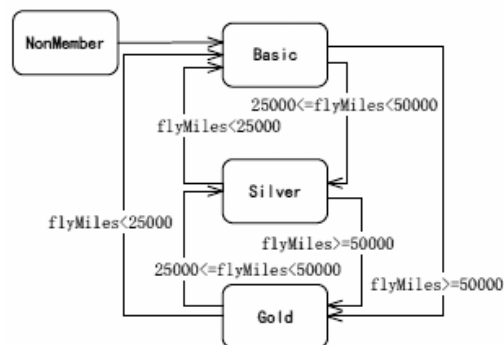 NonMember
Basic
25000<=flyMiles<50000
flyMiles<25000
Silver
flyMiles<25000
flyMiles>=50000
25000<=flyMiles<50000
flyMiles>=50000
Gold